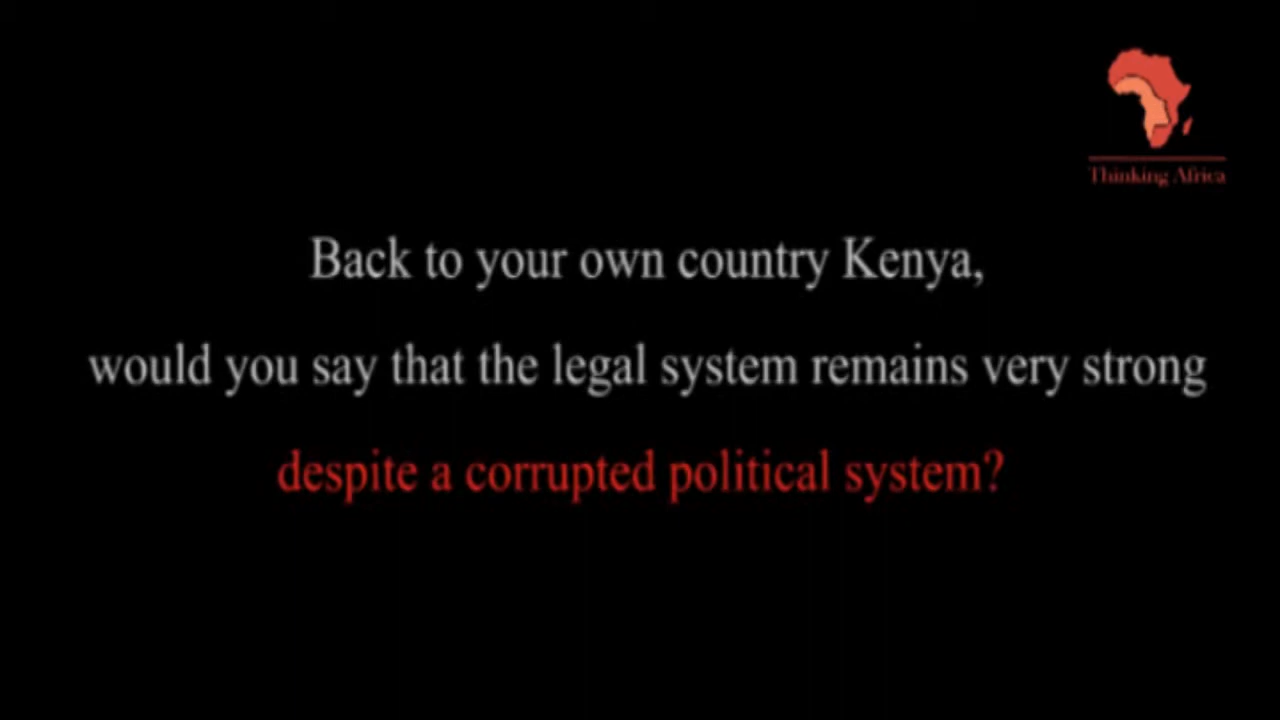 Thinking Africa
Back to your own country Kenya,
would you say that the legal system remains very strong
despite a corrupted political system?